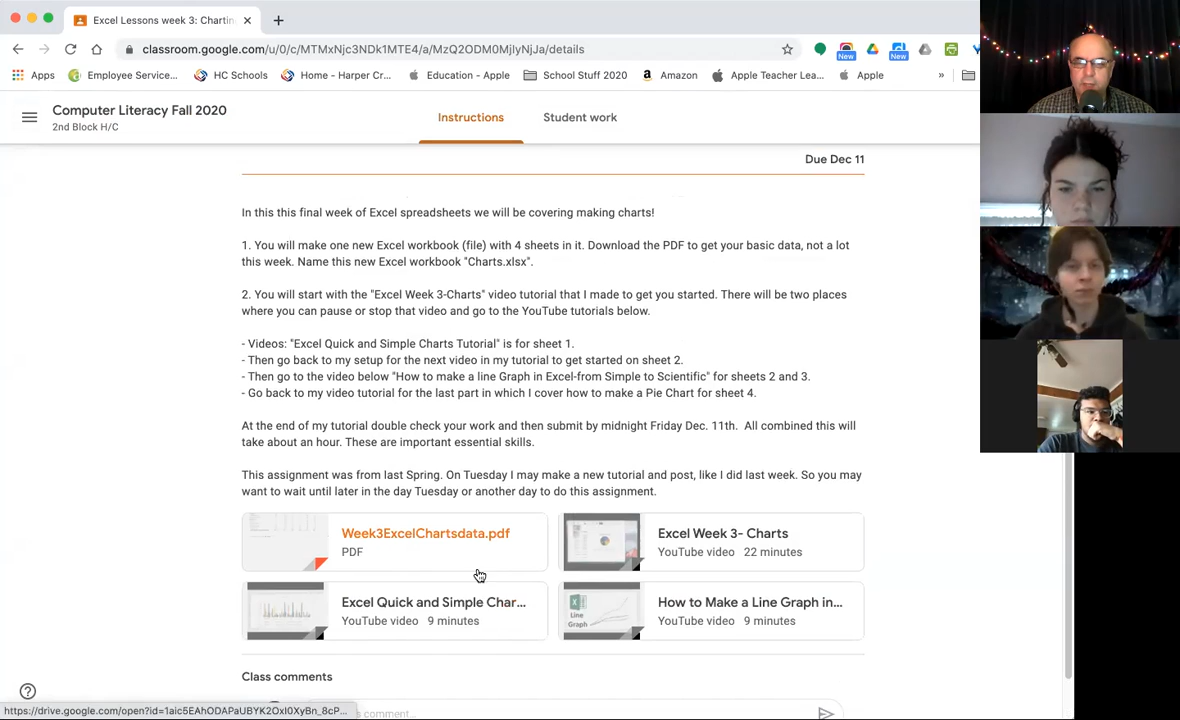 Excel Lessons week 3: Chartin
classroom.google.com/u/0/c/MTMxNjc3NDk1MTE4/a/MzQ2ODM0MjIyNjJa/details
New
New
Apps
Employee Service...
HC Schools
Home - Harper Cr...
Education - Apple
School Stuff 2020
Amazon
Apple Teacher Lea...
Apple
»
Computer Literacy Fall 2020
2nd Block H/C
Instructions
Student work
Due Dec 11
In this this final week of Excel spreadsheets we will be covering making charts!
1. You will make one new Excel workbook (file) with 4 sheets in it. Download the PDF to get your basic data, not a lot
this week. Name this new Excel workbook "Charts.xlsx".
2. You will start with the "Excel Week 3-Charts" video tutorial that I made to get you started. There will be two places
where you can pause or stop that video and go to the YouTube tutorials below.
- Videos: "Excel Quick and Simple Charts Tutorial" is for sheet 1.
- Then go back to my setup for the next video in my tutorial to get started on sheet 2.
- Then go to the video below "How to make a line Graph in Excel-from Simple to Scientific" for sheets 2 and 3.
- Go back to my video tutorial for the last part in which I cover how to make a Pie Chart for sheet 4.
At the end of my tutorial double check your work and then submit by midnight Friday Dec. 11th. All combined this will
take about an hour. These are important essential skills.
This assignment was from last Spring. On Tuesday I may make a new tutorial and post, like I did last week. So you may
want to wait until later in the day Tuesday or another day to do this assignment.
Week3ExcelChartsdata.pdf
PDF
Excel Week 3- Charts
YouTube video 22 minutes
Excel Quick and Simple Char...
YouTube video 9 minutes
Line
Graph
How to Make a Line Graph in...
YouTube video 9 minutes
Class comments
comment...
https://drive.google.com/open?id=1aic5EAhODAPaUBYK2OxI0XyBn_8cP...